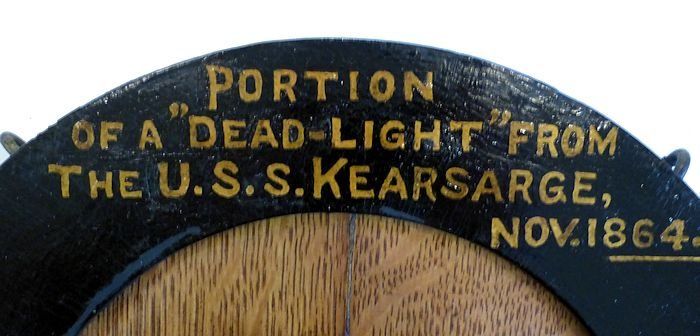 PORTION
OF A "DEAD-LIGHT" FROM
THE U.S.S. KEARSARGE,
NOV. 1864.